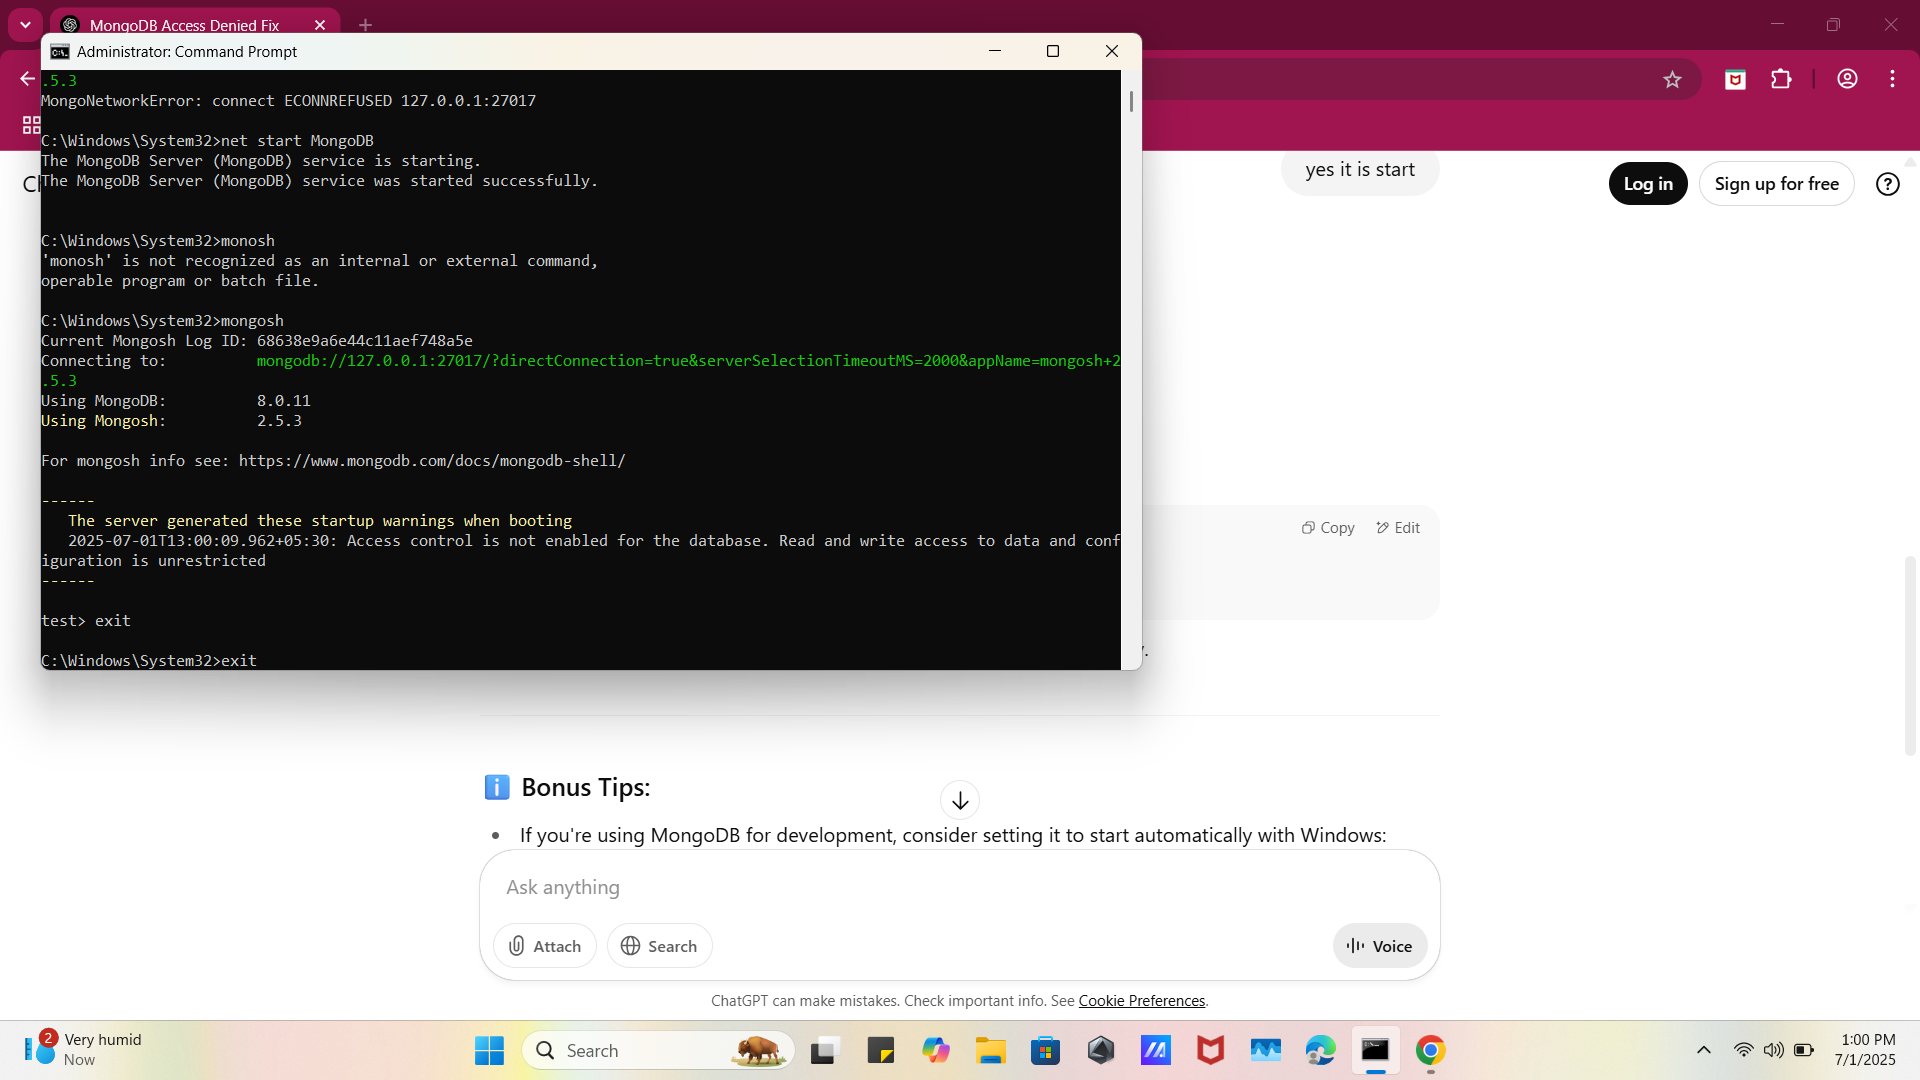 MongoDB Access Denied Fix
Administrator: Command Prompt
.5.3
MongoNetworkError: connect ECONNREFUSED 127.0.0.1:27017
C:\Windows\System32>net start MongoDB
The MongoDB Server (MongoDB) service is starting.
The MongoDB Server (MongoDB) service was started successfully.
C:\Windows\System32>monosh
'monosh' is not recognized as an internal or external command,
operable program or batch file.
C:\Windows\System32>mongosh
Current Mongosh Log ID: 68638e9a6e44c11aef748a5e
Connecting to: mongodb://127.0.0.1:27017/?directConnection=true&serverSelectionTimeoutMS=2000&appName=mongosh+2
.5.3
Using MongoDB: 8.0.11
Using Mongosh: 2.5.3
For mongosh info see: https://www.mongodb.com/docs/mongodb-shell/
------
The server generated these startup warnings when booting
2025-07-01T13:00:09.962+05:30: Access control is not enabled for the database. Read and write access to data and conf
iguration is unrestricted
------
test> exit
C:\Windows\System32>exit
yes it is start
Log in
Sign up for free
Copy
Edit
Bonus Tips:
• If you're using MongoDB for development, consider setting it to start automatically with Windows:
Ask anything
Attach
Search
Voice
ChatGPT can make mistakes. Check important info. See Cookie Preferences.
2
Very humid
Now
Search
1:00 PM
7/1/2025